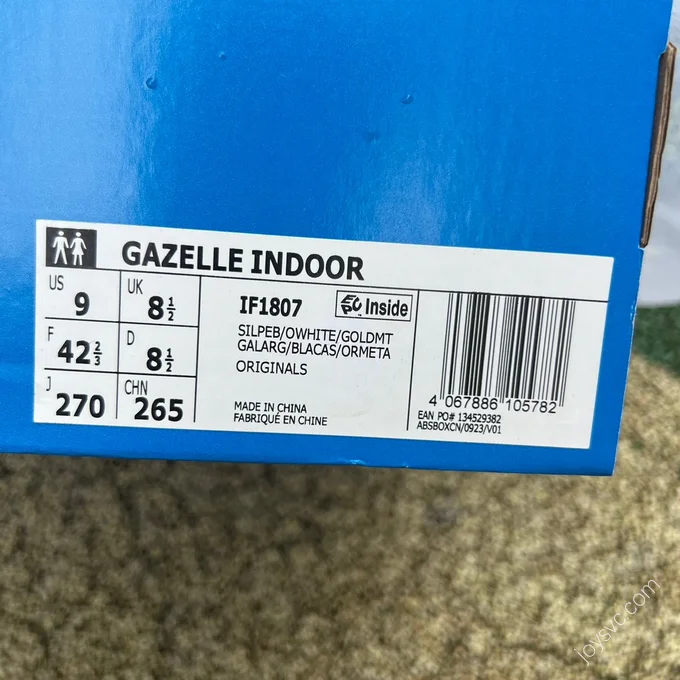 GAZELLE INDOOR
US 9
UK 8½
F 42⅔
D 8½
J 270
CHN 265
IF1807
EPC Inside
SILPEB/OWHITE/GOLDMT
GALARG/BLACAS/ORMETA
ORIGINALS
MADE IN CHINA
FABRIQUÉ EN CHINE
4 067886 105782
EAN PO# 134529382
ABSBOXCN/0923/V01
joysvc.com